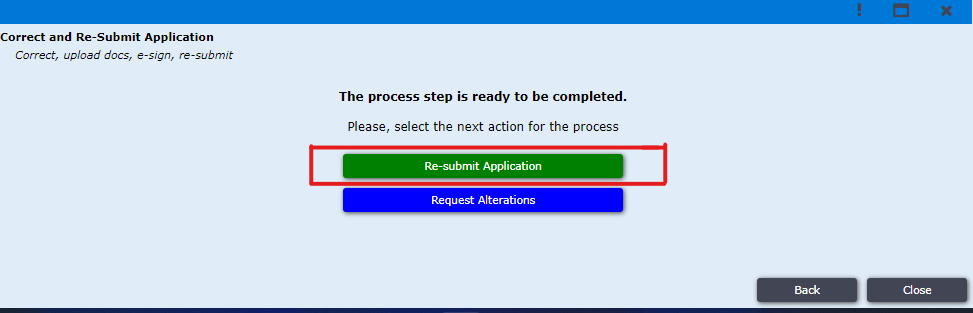 Correct and Re-Submit Application
Correct, upload docs, e-sign, re-submit
The process step is ready to be completed.
Please, select the next action for the process
Re-submit Application
Request Alterations
Back
Close